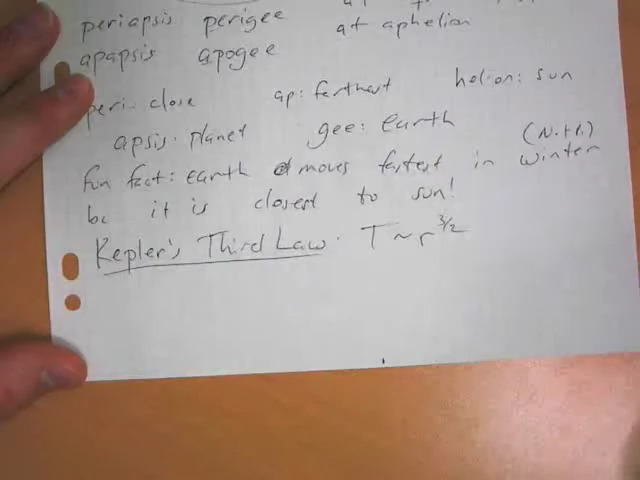 periapsis perigee at aphelion
apapsis apogee
peri: close ap: farthest helion: sun
apsis: planet gee: earth
(N.H.)
fun fact: earth moves fastest in winter
bc it is closest to sun!
Kepler's Third Law: T~r^3/2